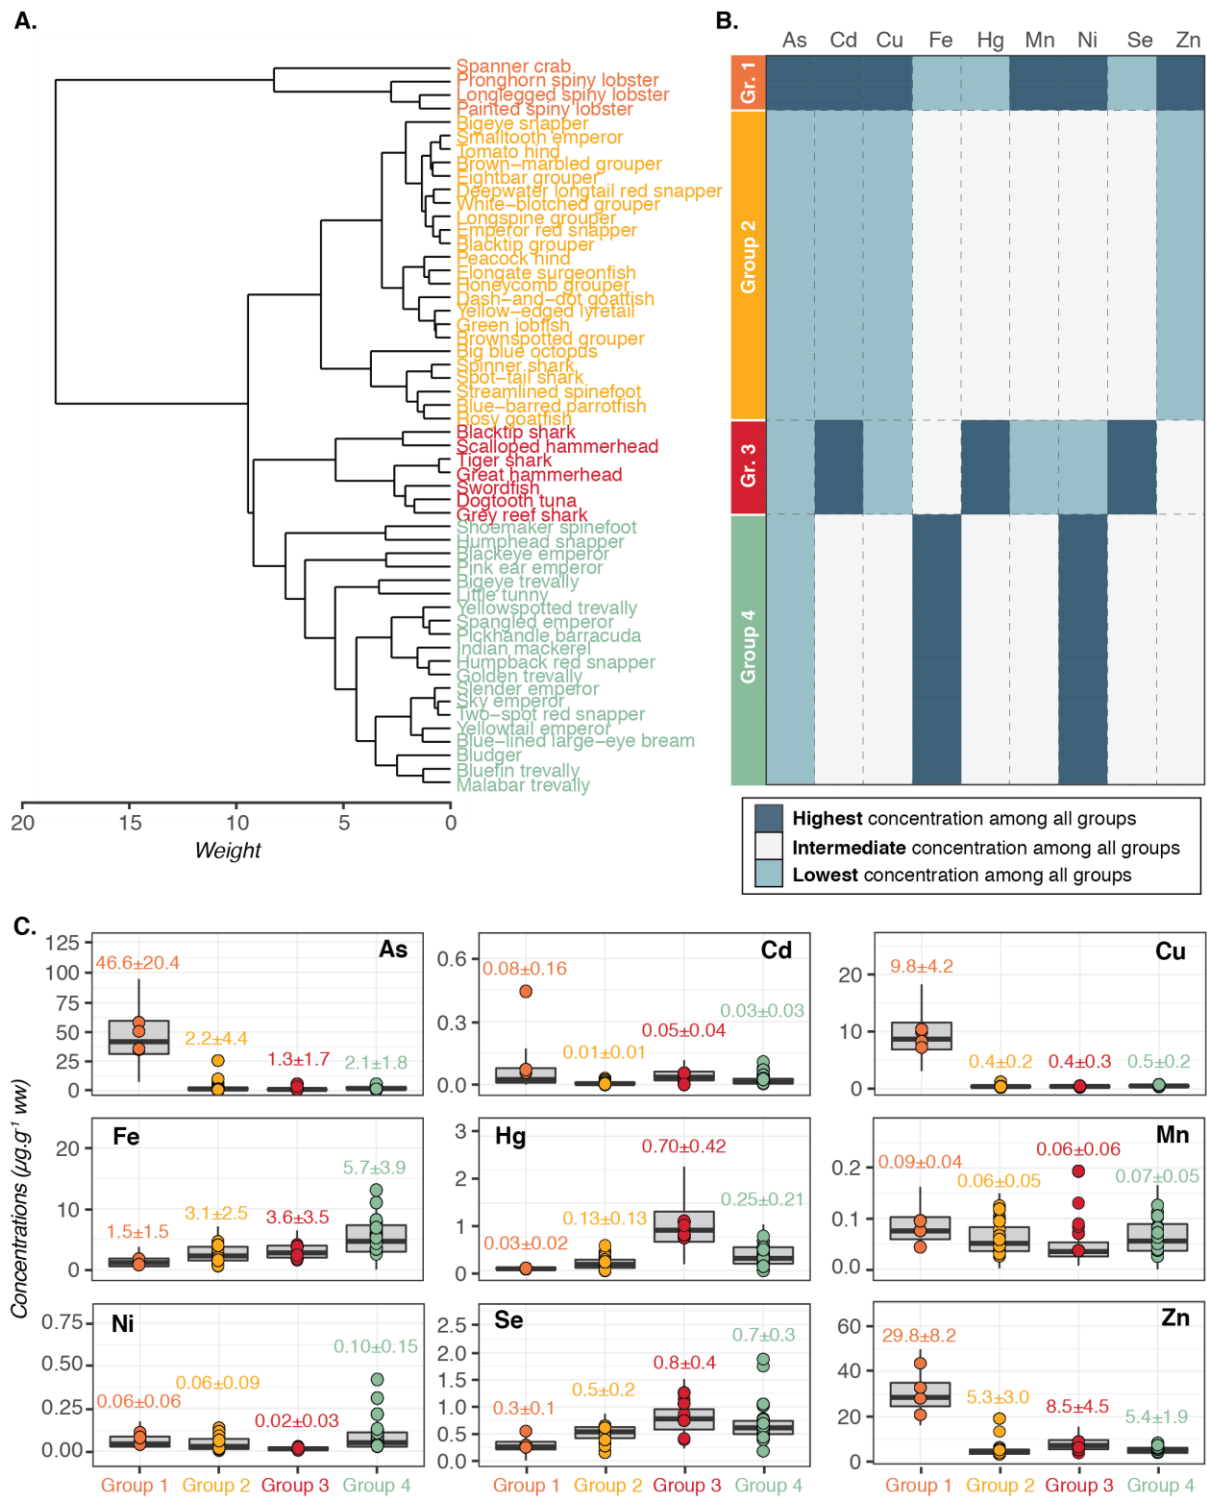 A.
Spanner crab
Pronghorn spiny lobster
Longlegged spiny lobster
Painted spiny lobster
Bigeye snapper
Smalltooth emperor
Tomato hind
Brown−marbled grouper
Eightbar grouper
Deepwater longtail red snapper
White−blotched grouper
Longspine grouper
Emperor red snapper
Blacktip grouper
Peacock hind
Elongate surgeonfish
Honeycomb grouper
Dash−and−dot goatfish
Yellow−edged lyretail
Green jobfish
Brownspotted grouper
Big blue octopus
Spinner shark
Spot−tail shark
Streamlined spinefoot
Blue−barred parrotfish
Rosy goatfish
Blacktip shark
Scalloped hammerhead
Tiger shark
Great hammerhead
Swordfish
Dogtooth tuna
Grey reef shark
Shoemaker spinefoot
Humphead snapper
Blackeye emperor
Pink ear emperor
Bigeye trevally
Little tunny
Yellowspotted trevally
Spangled emperor
Pickhandle barracuda
Indian mackerel
Humpback red snapper
Golden trevally
Slender emperor
Sky emperor
Two−spot red snapper
Yellowtail emperor
Blue−lined large−eye bream
Bludger
Bluefin trevally
Malabar trevally
20 15 10 5 0
Weight
B.
As Cd Cu Fe Hg Mn Ni Se Zn
Gr. 1
Group 2
Gr. 3
Group 4
Highest concentration among all groups
Intermediate concentration among all groups
Lowest concentration among all groups
C.
Concentrations (µg.g-1 ww)
As
125
100
75
50
25
0
46.6±20.4
2.2±4.4
1.3±1.7
2.1±1.8
Cd
0.6
0.3
0.0
0.08±0.16
0.01±0.01
0.05±0.04
0.03±0.03
Cu
20
10
0
9.8±4.2
0.4±0.2
0.4±0.3
0.5±0.2
Fe
20
10
0
1.5±1.5
3.1±2.5
3.6±3.5
5.7±3.9
Hg
3
2
1
0
0.03±0.02
0.13±0.13
0.70±0.42
0.25±0.21
Mn
0.2
0.1
0.0
0.09±0.04
0.06±0.05
0.06±0.06
0.07±0.05
Ni
0.75
0.50
0.25
0.00
0.06±0.06
0.06±0.09
0.02±0.03
0.10±0.15
Se
2.5
2.0
1.5
1.0
0.5
0.0
0.3±0.1
0.5±0.2
0.8±0.4
0.7±0.3
Zn
60
40
20
0
29.8±8.2
5.3±3.0
8.5±4.5
5.4±1.9
Group 1 Group 2 Group 3 Group 4
Group 1 Group 2 Group 3 Group 4
Group 1 Group 2 Group 3 Group 4